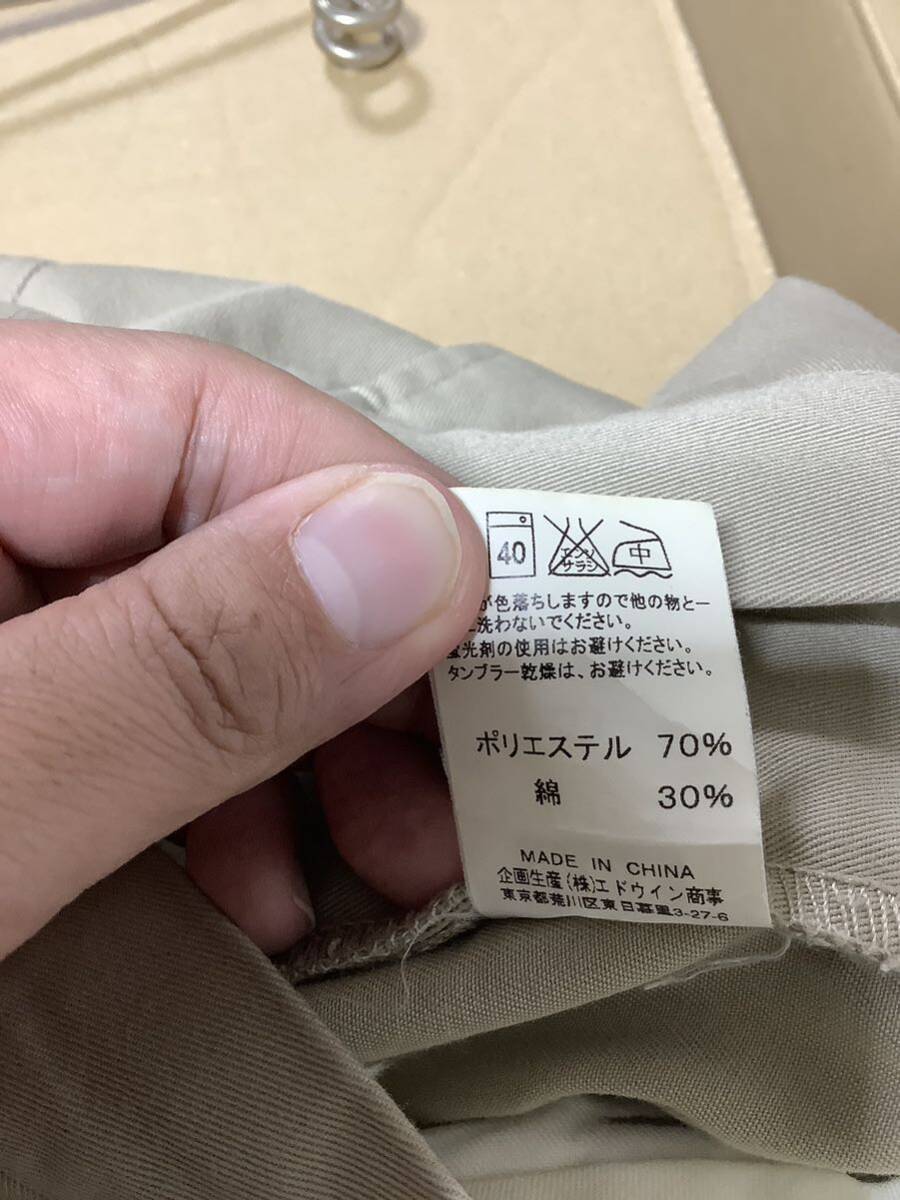 40
エンソ
サラシ
中
が色落ちしますので他の物と一
に洗わないでください。
光剤の使用はお避けください。
タンブラー乾燥は、お避けください。
ポリエステル 70%
綿 30%
MADE IN CHINA
企画生産(株)エドウイン商事
東京都荒川区東日暮里3-27-6